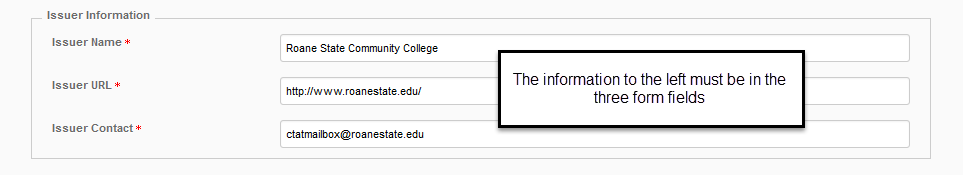 Issuer Information
Issuer Name *
Roane State Community College
Issuer URL *
http://www.roanestate.edu/
Issuer Contact *
ctatmailbox@roanestate.edu
The information to the left must be in the
three form fields